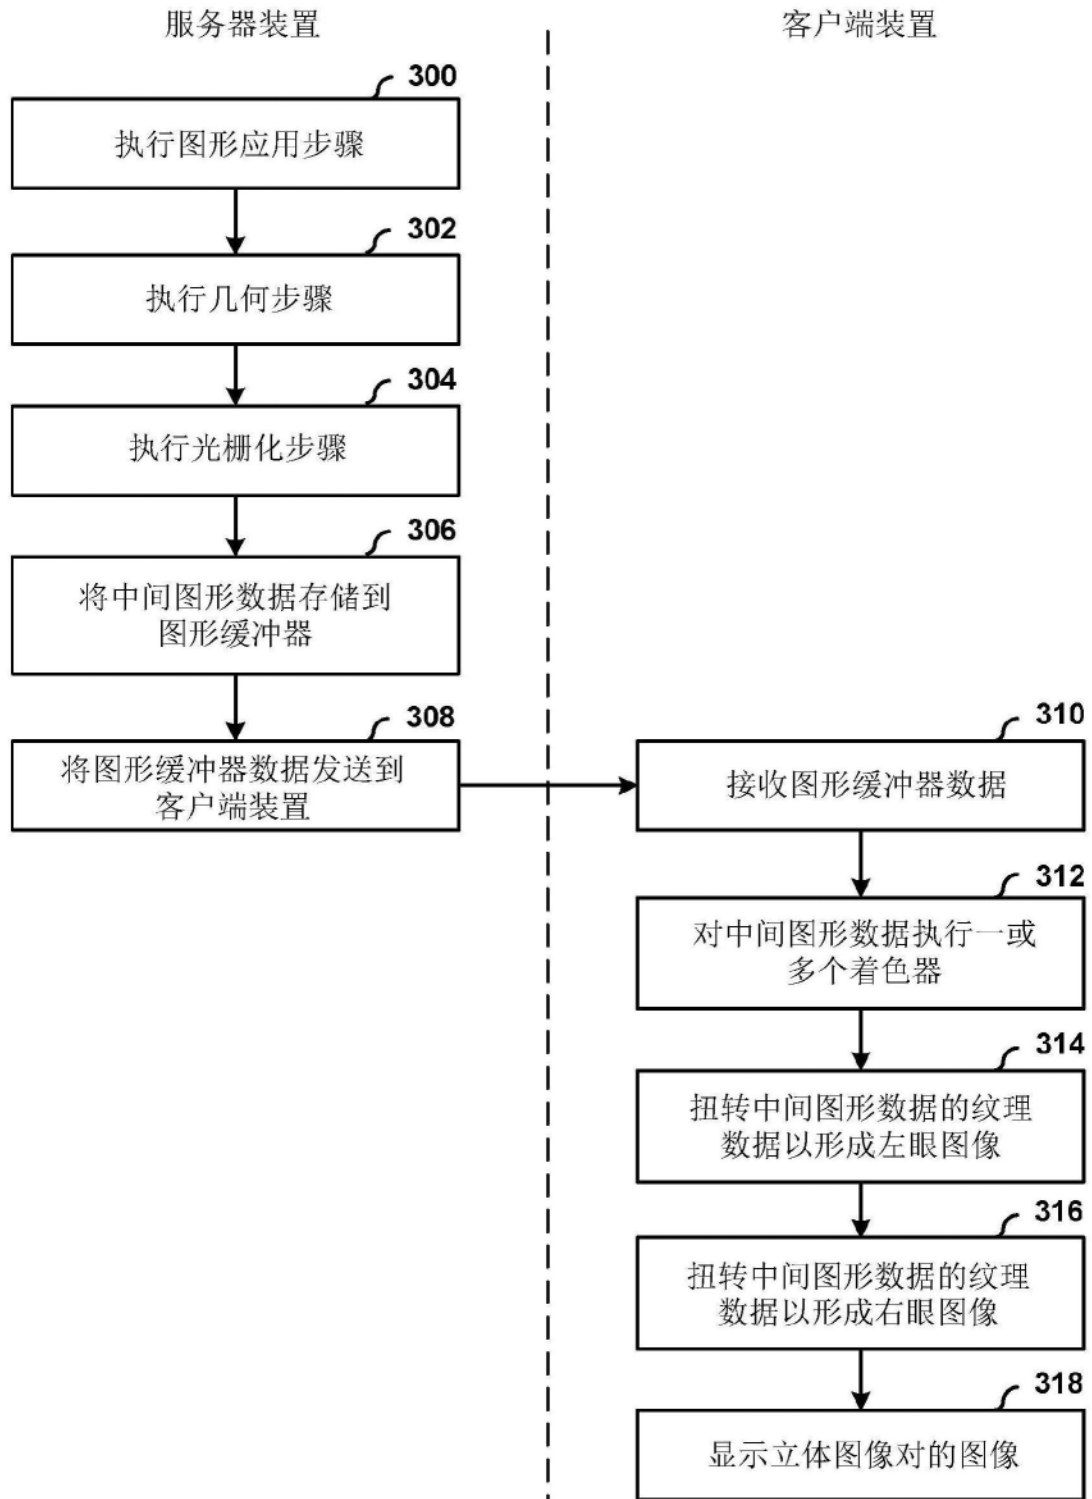 服务器装置
客户端装置
300
执行图形应用步骤
302
执行几何步骤
304
执行光栅化步骤
306
将中间图形数据存储到
图形缓冲器
308
将图形缓冲器数据发送到
客户端装置
310
接收图形缓冲器数据
312
对中间图形数据执行一或
多个着色器
314
扭转中间图形数据的纹理
数据以形成左眼图像
316
扭转中间图形数据的纹理
数据以形成右眼图像
318
显示立体图像对的图像